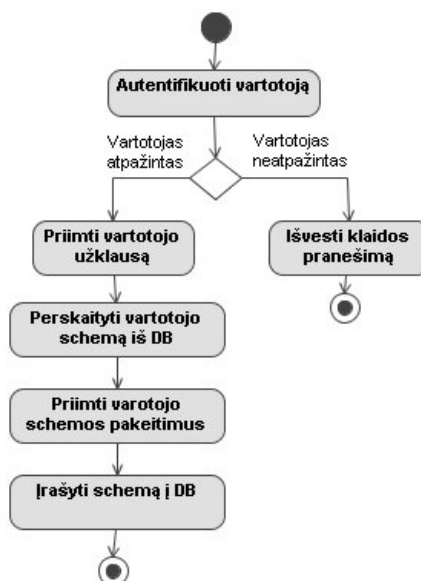 Autentifikuoti vartotoją
Vartotojas
atpažintas
Vartotojas
neatpažintas
Priimti vartotojo
užklausą
Išvesti klaidos
pranešimą
Perskaityti vartotojo
schemą iš DB
Priimti varotojo
schemos pakeitimus
Įrašyti schemą į DB